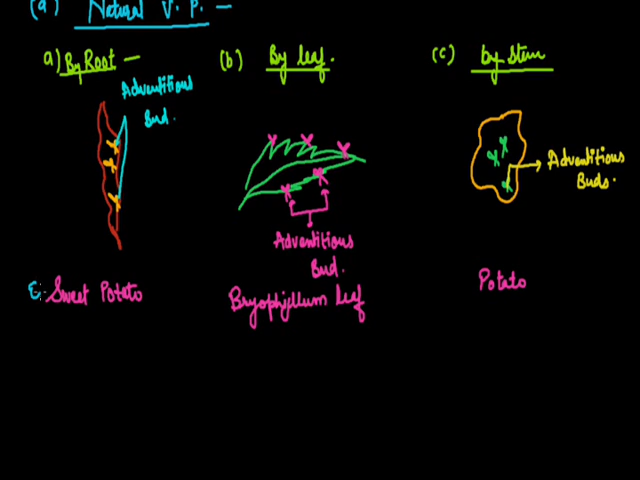 (a) Natural V. P. –
a) By Root –
Adventitious
Bud.
E:- Sweet Potato
(b) By leaf.
Adventitious
Bud.
Bryophyllum leaf
(c) by Stem
Adventitious
Buds.
Potato